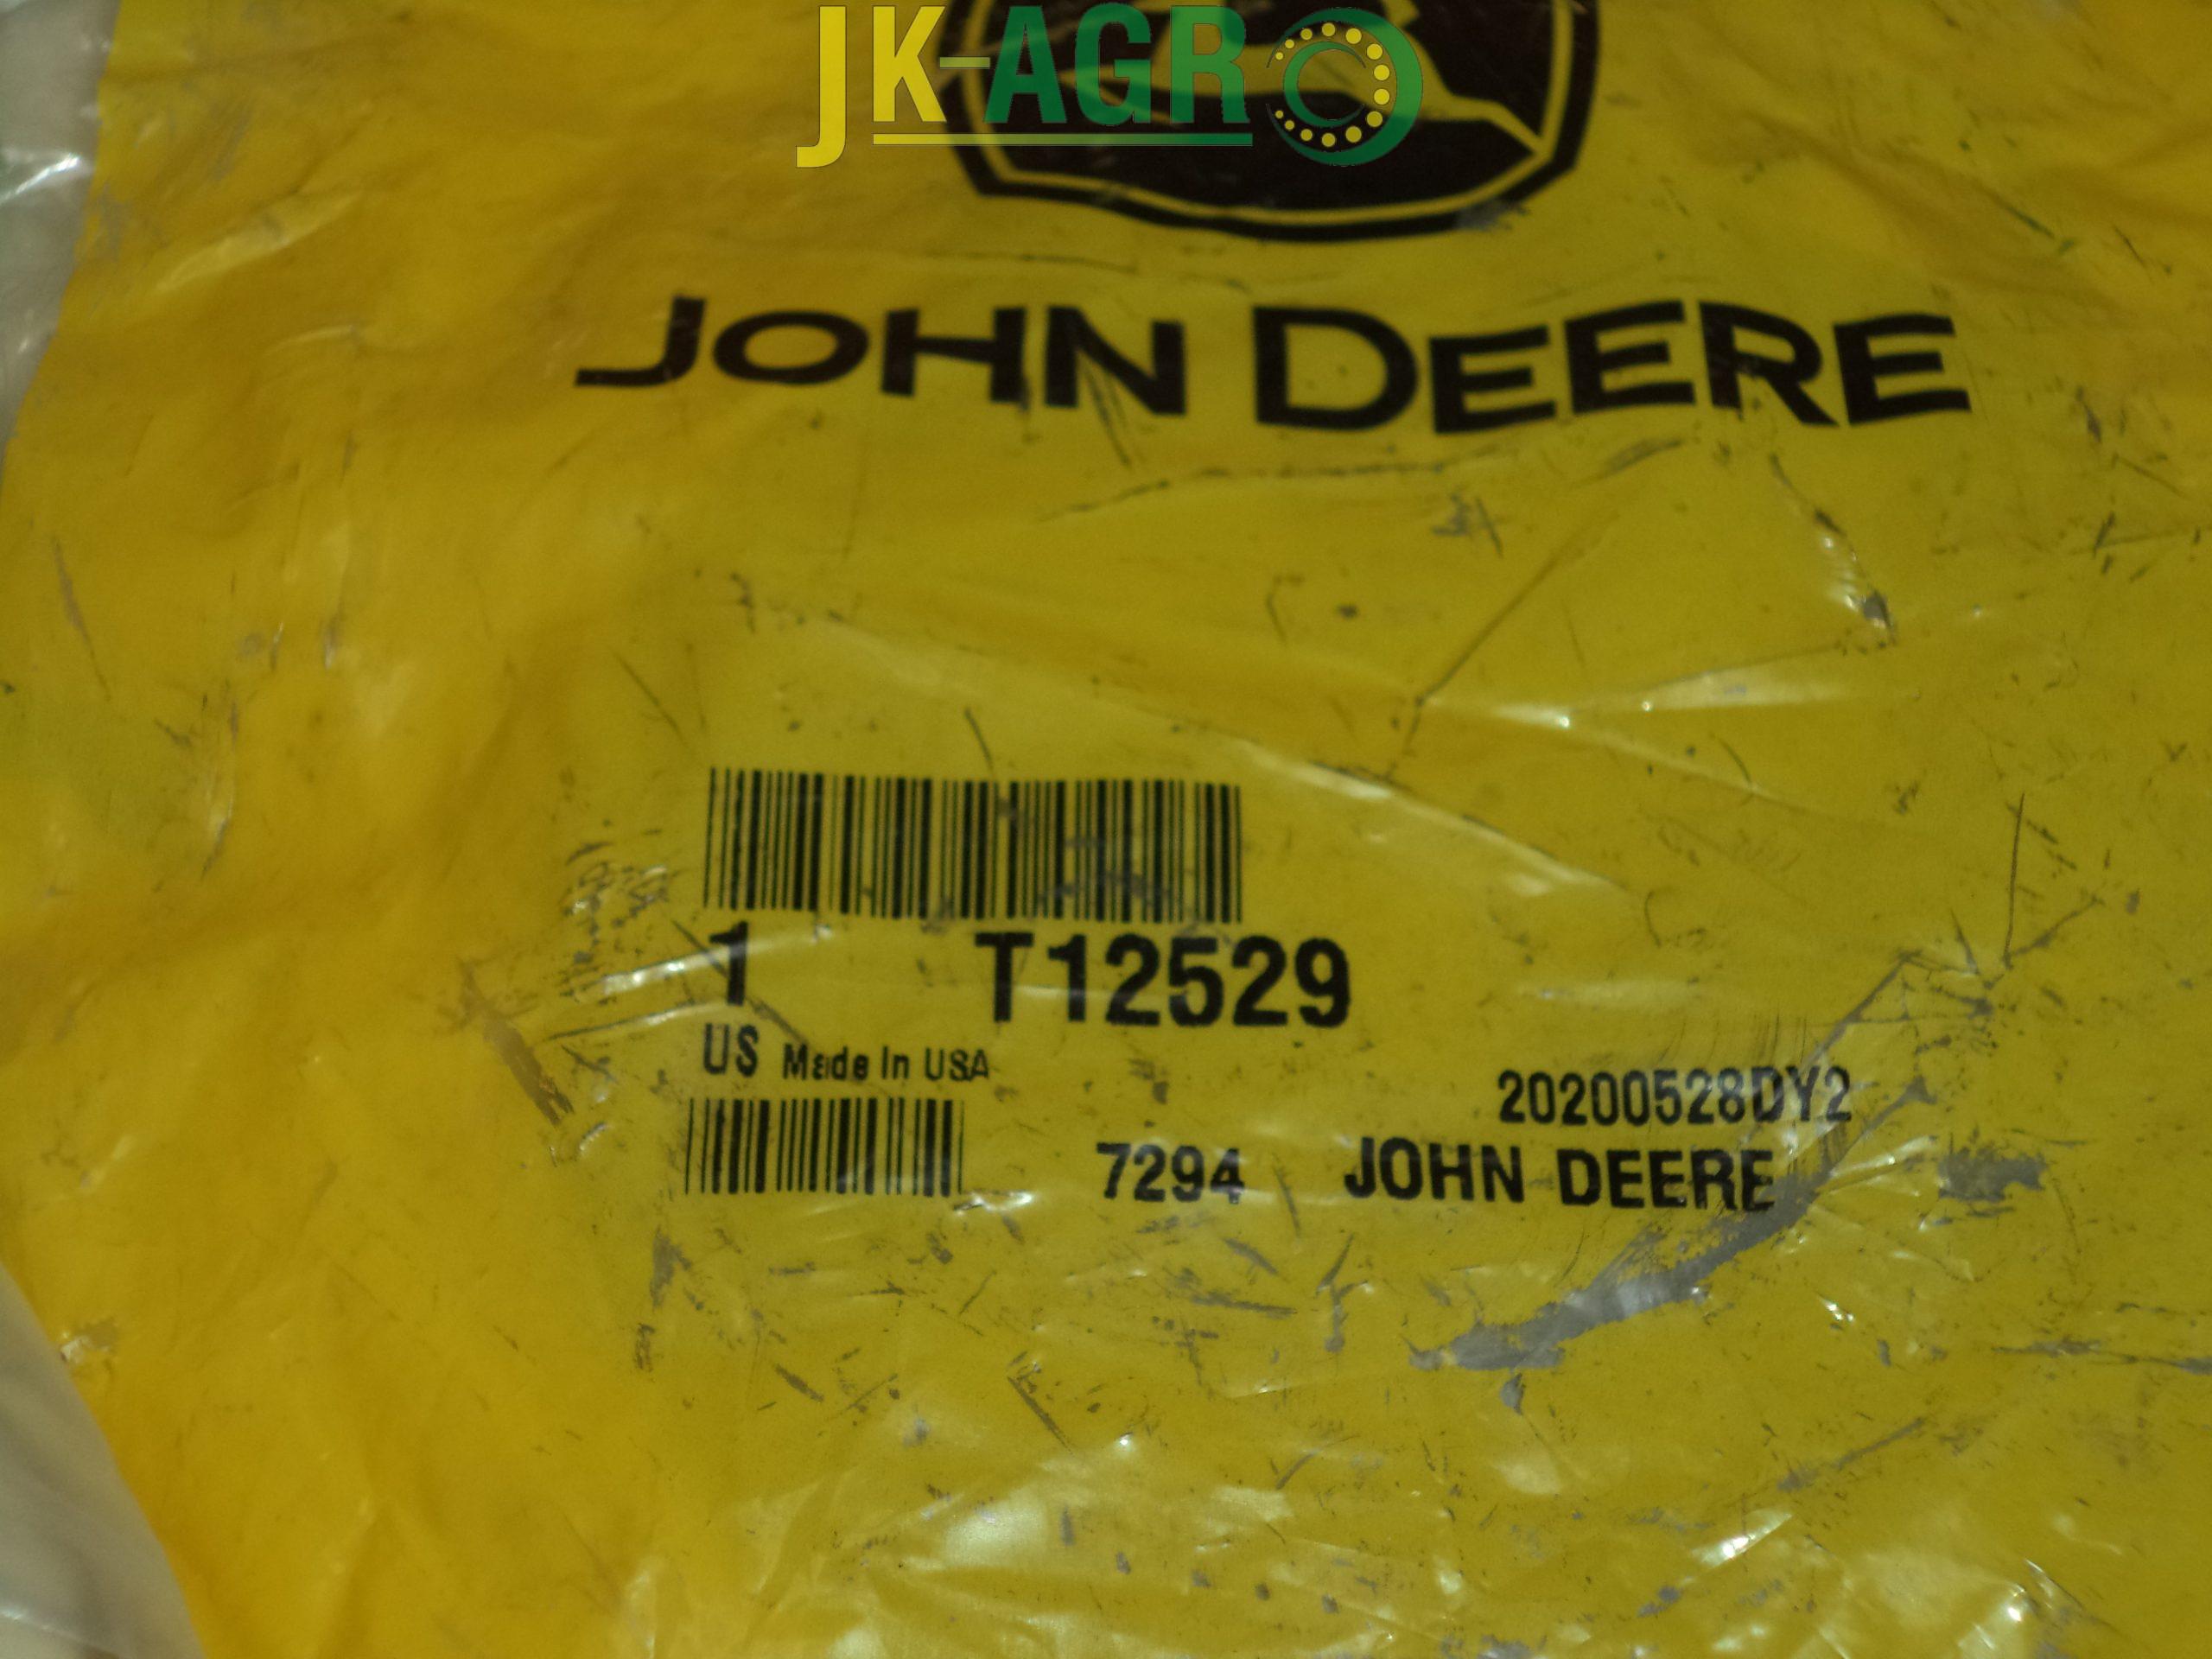 JK-AGRO
JOHN DEERE
1 T12529
US Made In USA
20200528DY2
7294 JOHN DEERE